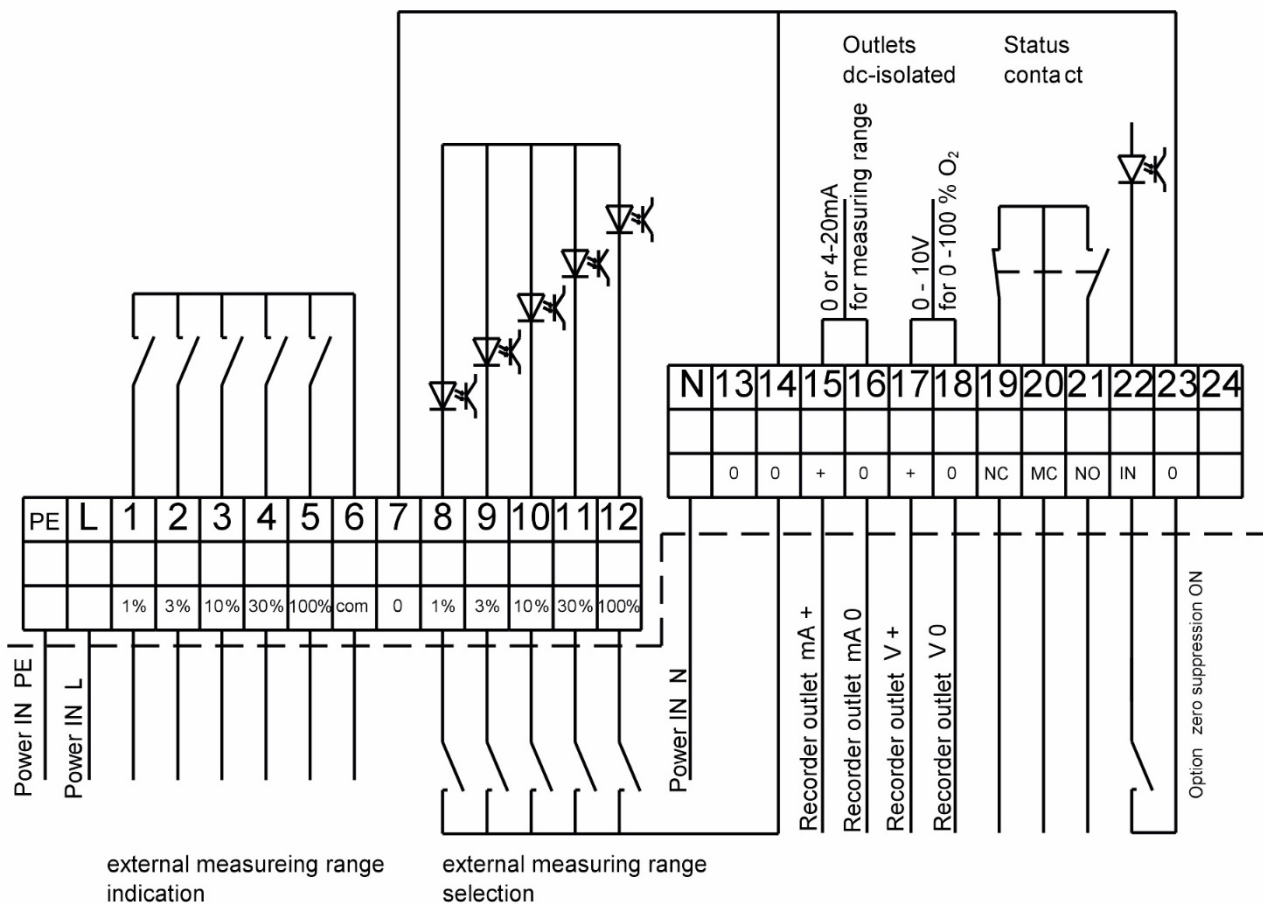 Outlets
dc-isolated
Status
contact
0 or 4-20mA
for measuring range
0 - 10V
for 0 -100 % O₂
N 13 14 15 16 17 18 19 20 21 22 23 24
0 0 + 0 + 0 NC MC NO IN 0
PE L 1 2 3 4 5 6 7 8 9 10 11 12
1% 3% 10% 30% 100% com 0 1% 3% 10% 30% 100%
Power IN PE
Power IN L
Power IN N
Recorder outlet mA +
Recorder outlet mA 0
Recorder outlet V +
Recorder outlet V 0
Option zero suppression ON
external measureing range
indication
external measuring range
selection